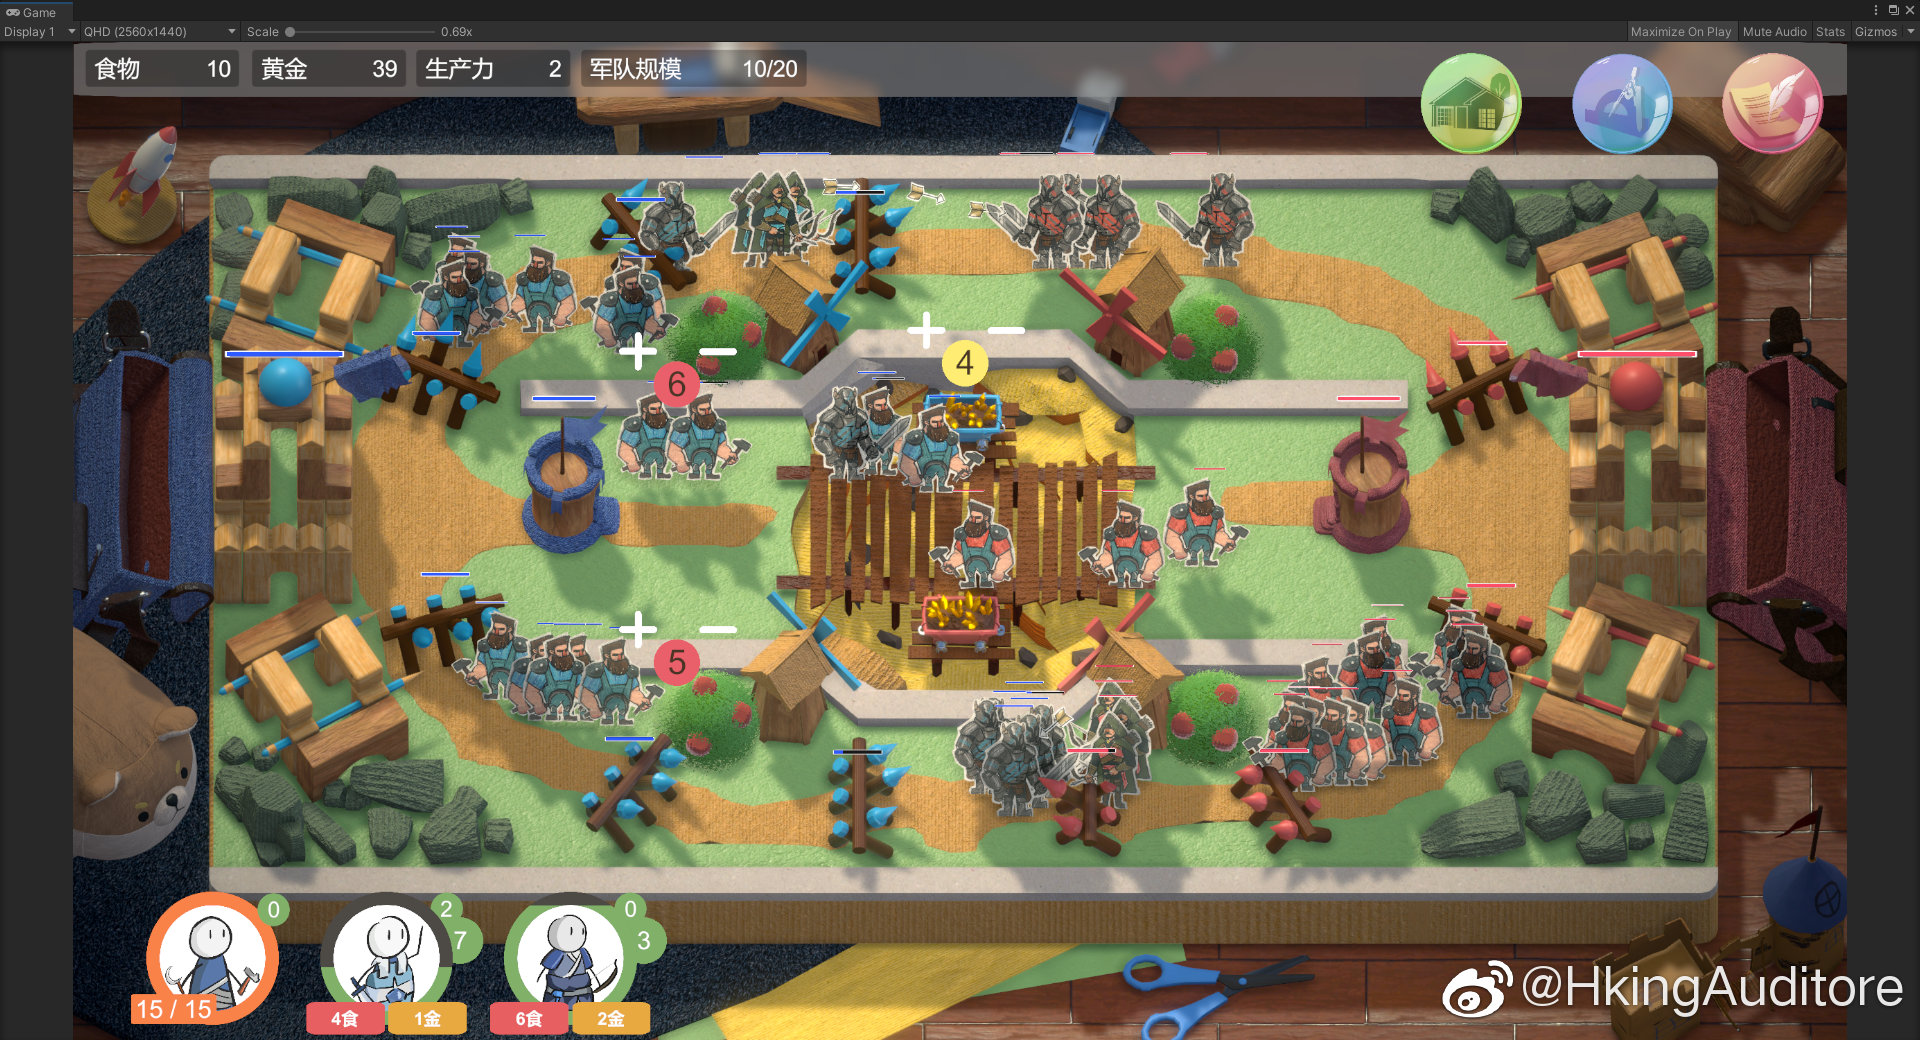 Game
Display 1 QHD (2560x1440) Scale 0.69x Maximize On Play Mute Audio Stats Gizmos
食物 10 黄金 39 生产力 2 军队规模 10/20
4
6
5
0 2 0
7 3
15 / 15
4食 1金 6食 2金
@HkingAuditore